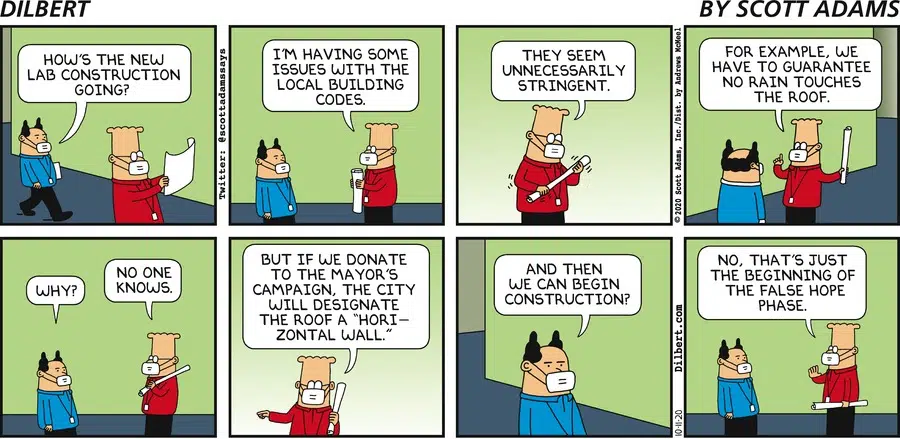 DILBERT
BY SCOTT ADAMS
HOW'S THE NEW
LAB CONSTRUCTION
GOING?
Twitter: @scottadamssays
I'M HAVING SOME
ISSUES WITH THE
LOCAL BUILDING
CODES.
THEY SEEM
UNNECESSARILY
STRINGENT.
© 2020 Scott Adams, Inc./Dist. by Andrews McMeel
FOR EXAMPLE, WE
HAVE TO GUARANTEE
NO RAIN TOUCHES
THE ROOF.
WHY?
NO ONE
KNOWS.
BUT IF WE DONATE
TO THE MAYOR'S
CAMPAIGN, THE CITY
WILL DESIGNATE
THE ROOF A "HORI–
ZONTAL WALL."
AND THEN
WE CAN BEGIN
CONSTRUCTION?
10-11-20
Dilbert.com
NO, THAT'S JUST
THE BEGINNING OF
THE FALSE HOPE
PHASE.